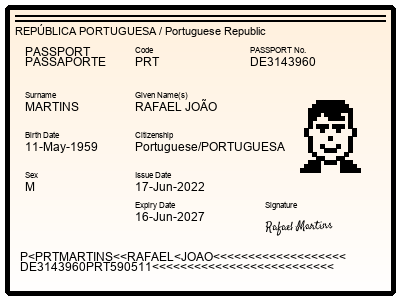 REPÚBLICA PORTUGUESA / Portuguese Republic
PASSPORT
PASSAPORTE
Code
PRT
PASSPORT No.
DE3143960
Surname
MARTINS
Given Name(s)
RAFAEL JOÃO
Birth Date
11-May-1959
Citizenship
Portuguese/PORTUGUESA
Sex
M
Issue Date
17-Jun-2022
Expiry Date
16-Jun-2027
Signature
Rafael Martins
P<PRTMARTINS<<RAFAEL<JOAO<<<<<<<<<<<<<<<<<<<
DE3143960PRT590511<<<<<<<<<<<<<<<<<<<<<<<<<<